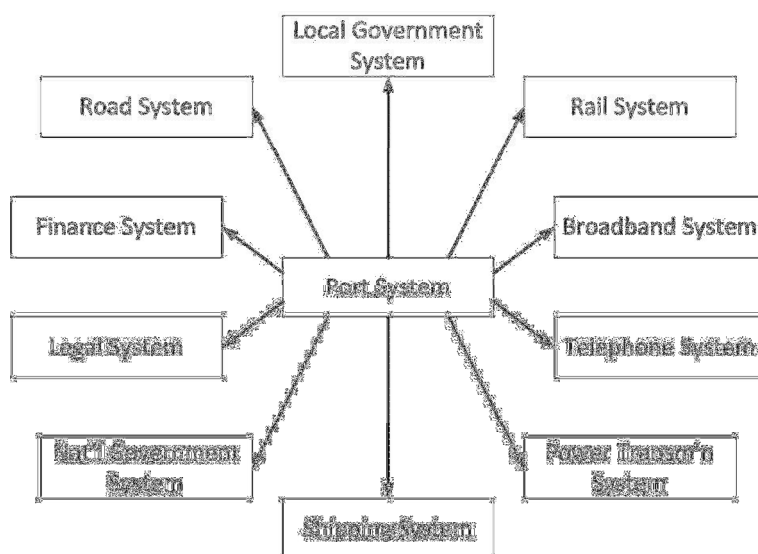 Local Government
System
Road System
Rail System
Finance System
Broadband System
Port System
Legal System
Telephone System
Nat'l Government
System
Power Transm'n
System
Shipping System